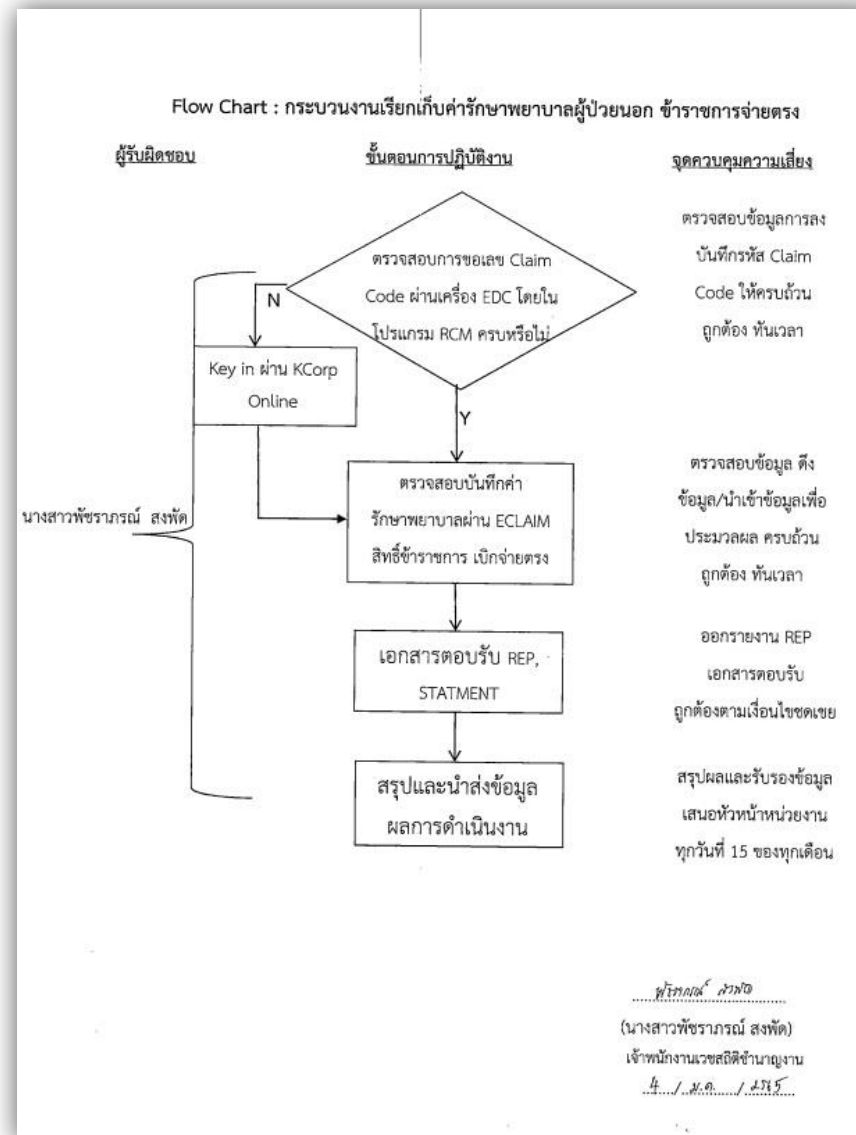 Flow Chart : กระบวนงานเรียกเก็บค่ารักษาพยาบาลผู้ป่วยนอก ข้าราชการจ่ายตรง
ผู้รับผิดชอบ
ขั้นตอนการปฏิบัติงาน
จุดควบคุมความเสี่ยง
ตรวจสอบการขอเลข Claim
Code ผ่านเครื่อง EDC โดยใน
โปรแกรม RCM ครบหรือไม่
ตรวจสอบข้อมูลการลง
บันทึกรหัส Claim
Code ให้ครบถ้วน
ถูกต้อง ทันเวลา
N
Key in ผ่าน KCorp
Online
Y
นางสาวพัชราภรณ์ สงพัด
ตรวจสอบบันทึกค่า
รักษาพยาบาลผ่าน ECLAIM
สิทธิ์ข้าราชการ เบิกจ่ายตรง
ตรวจสอบข้อมูล ดึง
ข้อมูล/นำเข้าข้อมูลเพื่อ
ประมวลผล ครบถ้วน
ถูกต้อง ทันเวลา
เอกสารตอบรับ REP,
STATMENT
ออกรายงาน REP
เอกสารตอบรับ
ถูกต้องตามเงื่อนไขชดเชย
สรุปและนำส่งข้อมูล
ผลการดำเนินงาน
สรุปผลและรับรองข้อมูล
เสนอหัวหน้าหน่วยงาน
ทุกวันที่ 15 ของทุกเดือน
พัชราภรณ์ สงพัด
(นางสาวพัชราภรณ์ สงพัด)
เจ้าพนักงานเวชสถิติชำนาญงาน
4 / ม.ค. / 2565